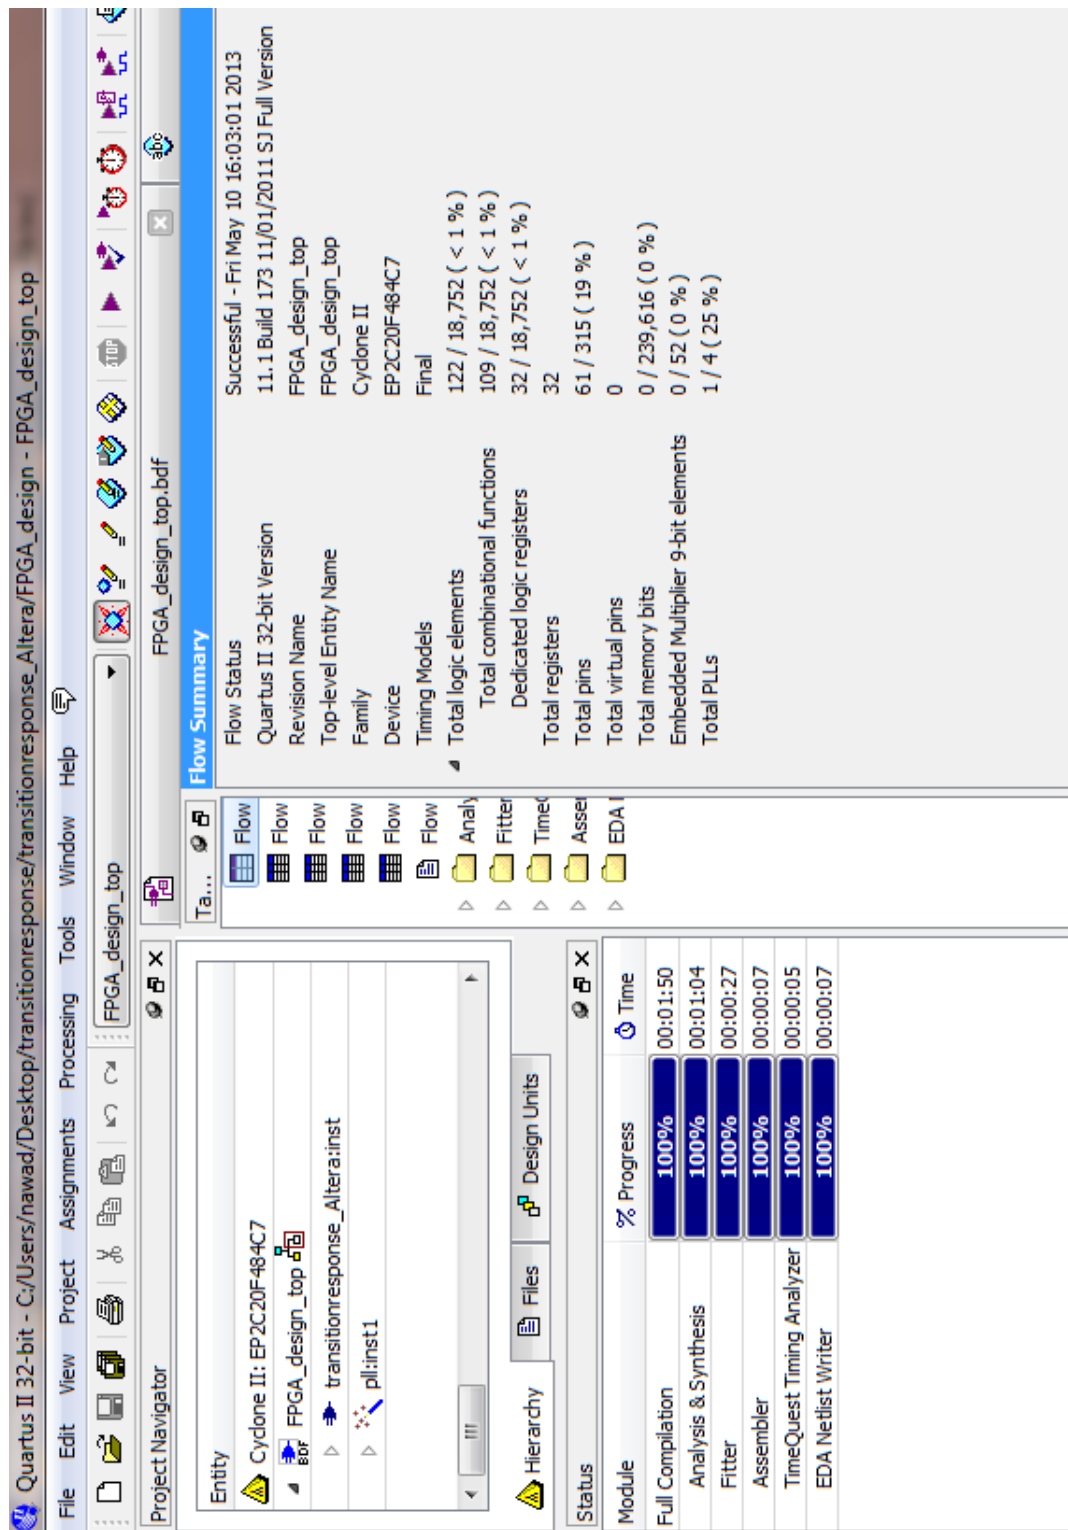 Quartus II 32-bit - C:/Users/nawad/Desktop/transitionresponse/transitionresponse_Altera/FPGA_design - FPGA_design_top
File Edit View Project Assignments Processing Tools Window Help
FPGA_design_top
STOP
Project Navigator
FPGA_design_top.bdf
abc
Entity
Cyclone II: EP2C20F484C7
BDF FPGA_design_top
transitionresponse_Altera:inst
pll:inst1
Hierarchy Files Design Units
Status
Module % Progress Time
Full Compilation 100% 00:01:50
Analysis & Synthesis 100% 00:01:04
Fitter 100% 00:00:27
Assembler 100% 00:00:07
TimeQuest Timing Analyzer 100% 00:00:05
EDA Netlist Writer 100% 00:00:07
Ta...
Flow
Flow
Flow
Flow
Flow
Flow
Analy
Fitter
TimeQ
Asser
EDA
Flow Summary
Flow Status Successful - Fri May 10 16:03:01 2013
Quartus II 32-bit Version 11.1 Build 173 11/01/2011 SJ Full Version
Revision Name FPGA_design_top
Top-level Entity Name FPGA_design_top
Family Cyclone II
Device EP2C20F484C7
Timing Models Final
Total logic elements 122 / 18,752 ( < 1 % )
Total combinational functions 109 / 18,752 ( < 1 % )
Dedicated logic registers 32 / 18,752 ( < 1 % )
Total registers 32
Total pins 61 / 315 ( 19 % )
Total virtual pins 0
Total memory bits 0 / 239,616 ( 0 % )
Embedded Multiplier 9-bit elements 0 / 52 ( 0 % )
Total PLLs 1 / 4 ( 25 % )